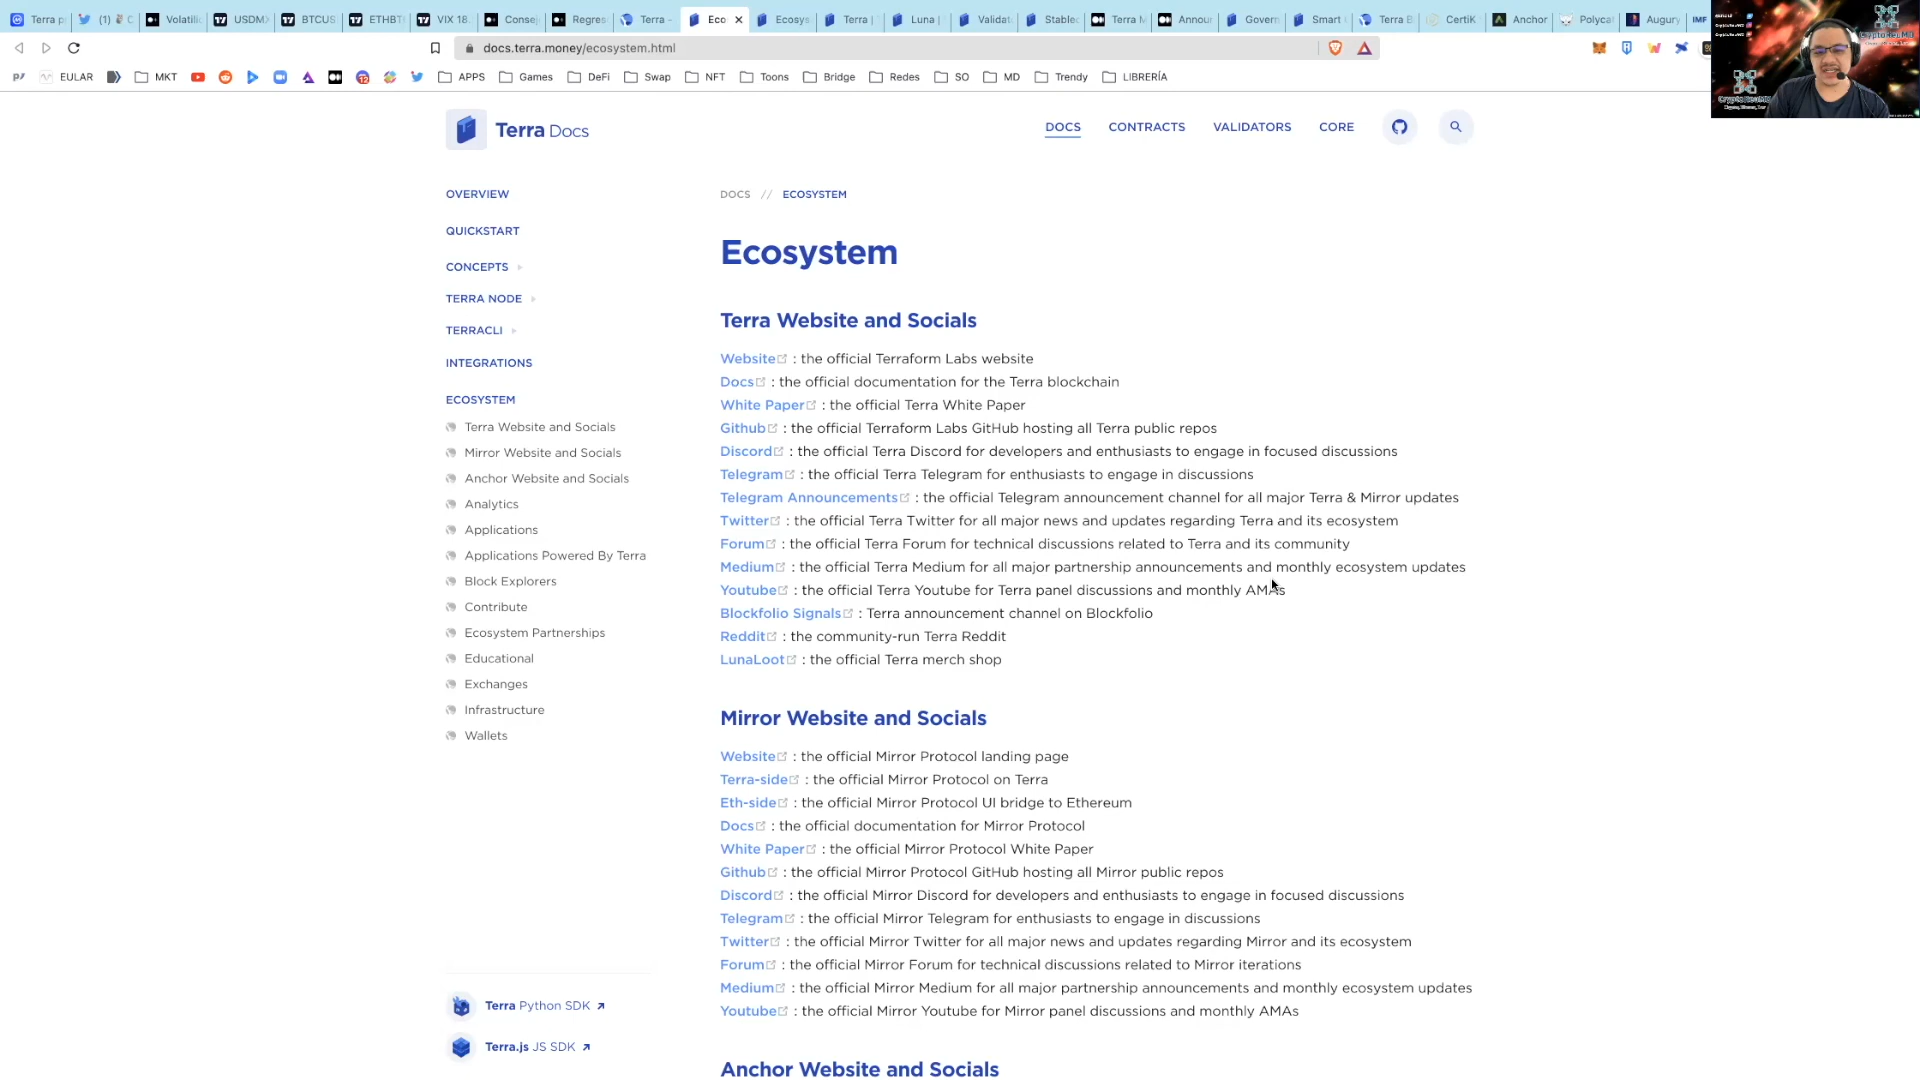 Terra p
(1)
Volatili
USDM
BTCUS
ETHBT
VIX 18.
Consej
Regres
Terra -
Eco
Ecosys
Terra |
Luna |
Validat
Stablec
Terra M
Annou
Govern
Smart
Terra B
CertiK
Anchor
Polyca
Augury
IMF
docs.terra.money/ecosystem.html
EULAR
MKT
12
APPS
Games
DeFi
Swap
NFT
Toons
Bridge
Redes
SO
MD
Trendy
LIBRERÍA
Terra Docs
DOCS
CONTRACTS
VALIDATORS
CORE
OVERVIEW
QUICKSTART
CONCEPTS
TERRA NODE
TERRACLI
INTEGRATIONS
ECOSYSTEM
Terra Website and Socials
Mirror Website and Socials
Anchor Website and Socials
Analytics
Applications
Applications Powered By Terra
Block Explorers
Contribute
Ecosystem Partnerships
Educational
Exchanges
Infrastructure
Wallets
Terra Python SDK
Terra.js JS SDK
DOCS // ECOSYSTEM
Ecosystem
Terra Website and Socials
Website : the official Terraform Labs website
Docs : the official documentation for the Terra blockchain
White Paper : the official Terra White Paper
Github : the official Terraform Labs GitHub hosting all Terra public repos
Discord : the official Terra Discord for developers and enthusiasts to engage in focused discussions
Telegram : the official Terra Telegram for enthusiasts to engage in discussions
Telegram Announcements : the official Telegram announcement channel for all major Terra & Mirror updates
Twitter : the official Terra Twitter for all major news and updates regarding Terra and its ecosystem
Forum : the official Terra Forum for technical discussions related to Terra and its community
Medium : the official Terra Medium for all major partnership announcements and monthly ecosystem updates
Youtube : the official Terra Youtube for Terra panel discussions and monthly AMAs
Blockfolio Signals : Terra announcement channel on Blockfolio
Reddit : the community-run Terra Reddit
LunaLoot : the official Terra merch shop
Mirror Website and Socials
Website : the official Mirror Protocol landing page
Terra-side : the official Mirror Protocol on Terra
Eth-side : the official Mirror Protocol UI bridge to Ethereum
Docs : the official documentation for Mirror Protocol
White Paper : the official Mirror Protocol White Paper
Github : the official Mirror Protocol GitHub hosting all Mirror public repos
Discord : the official Mirror Discord for developers and enthusiasts to engage in focused discussions
Telegram : the official Mirror Telegram for enthusiasts to engage in discussions
Twitter : the official Mirror Twitter for all major news and updates regarding Mirror and its ecosystem
Forum : the official Mirror Forum for technical discussions related to Mirror iterations
Medium : the official Mirror Medium for all major partnership announcements and monthly ecosystem updates
Youtube : the official Mirror Youtube for Mirror panel discussions and monthly AMAs
Anchor Website and Socials